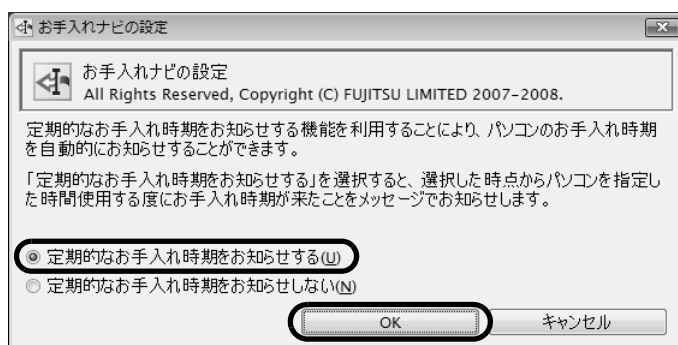 お手入れナビの設定
お手入れナビの設定
All Rights Reserved, Copyright (C) FUJITSU LIMITED 2007-2008.
定期的なお手入れ時期をお知らせする機能を利用することにより、パソコンのお手入れ時期
を自動的にお知らせすることができます。
「定期的なお手入れ時期をお知らせする」を選択すると、選択した時点からパソコンを指定し
た時間使用する度にお手入れ時期が来たことをメッセージでお知らせします。
定期的なお手入れ時期をお知らせする(U)
定期的なお手入れ時期をお知らせしない(N)
OK
キャンセル